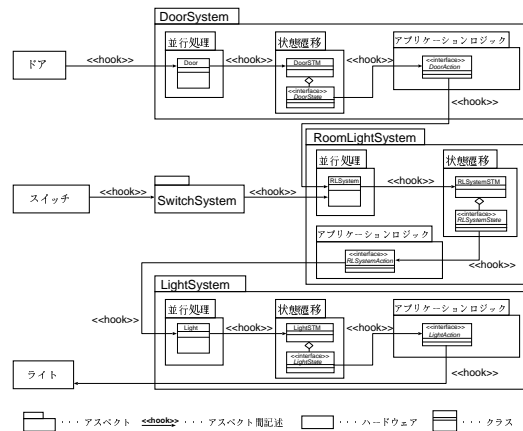 DoorSystem
並行処理
状態遷移
アプリケーションロジック
ドア
<<hook>>
Door
<<hook>>
DoorSTM
<<hook>>
<<interface>>
DoorAction
<<interface>>
DoorState
<<hook>>
RoomLightSystem
並行処理
状態遷移
スイッチ
<<hook>>
SwitchSystem
<<hook>>
RLSystem
<<hook>>
RLSystemSTM
<<interface>>
RLSystemState
アプリケーションロジック
<<interface>>
RLSystemAction
<<hook>>
LightSystem
並行処理
状態遷移
アプリケーションロジック
<<hook>>
Light
<<hook>>
LightSTM
<<hook>>
<<interface>>
LightAction
<<interface>>
LightState
ライト
<<hook>>
・・・アスペクト
<<hook>>
・・・アスペクト間記述
・・・ハードウェア
・・・クラス